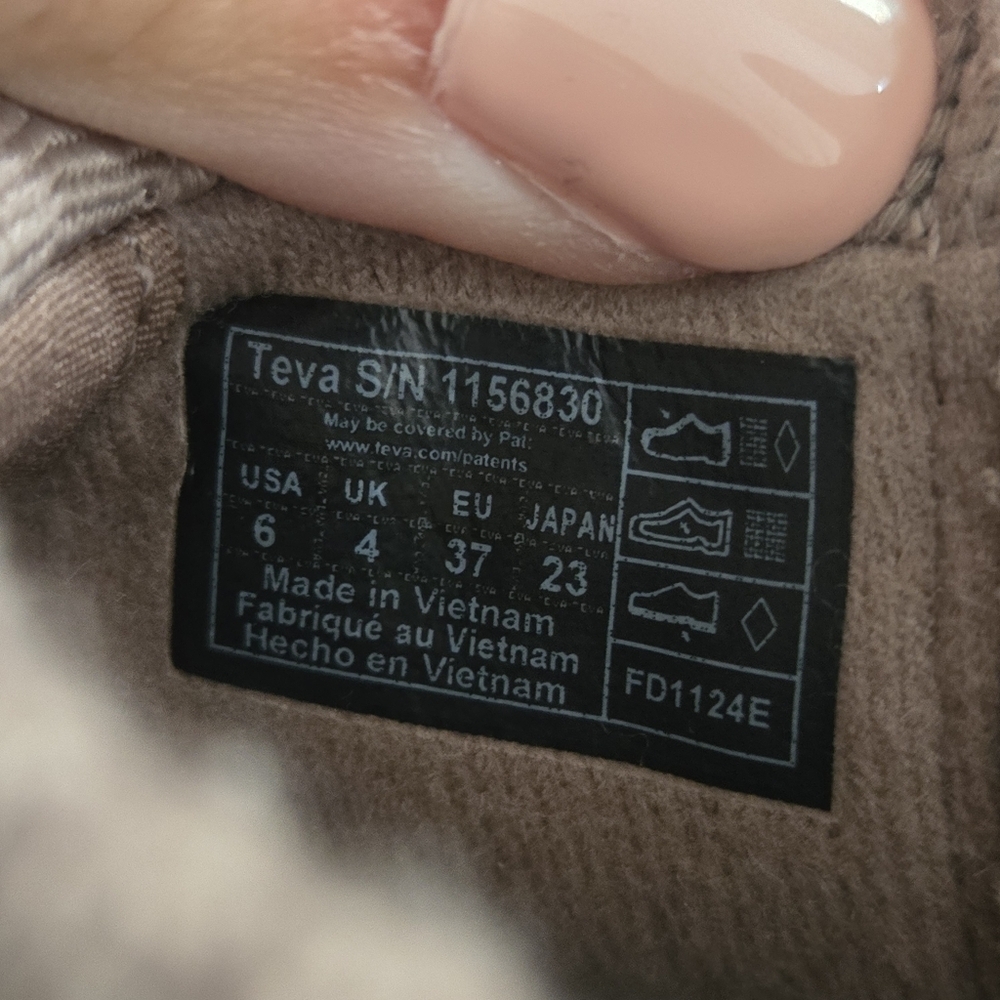 Teva S/N 1156830
May be covered by Pat:
www.teva.com/patents
USA UK EU JAPAN
6 4 37 23
Made in Vietnam
Fabriqué au Vietnam
Hecho en Vietnam
FD1124E